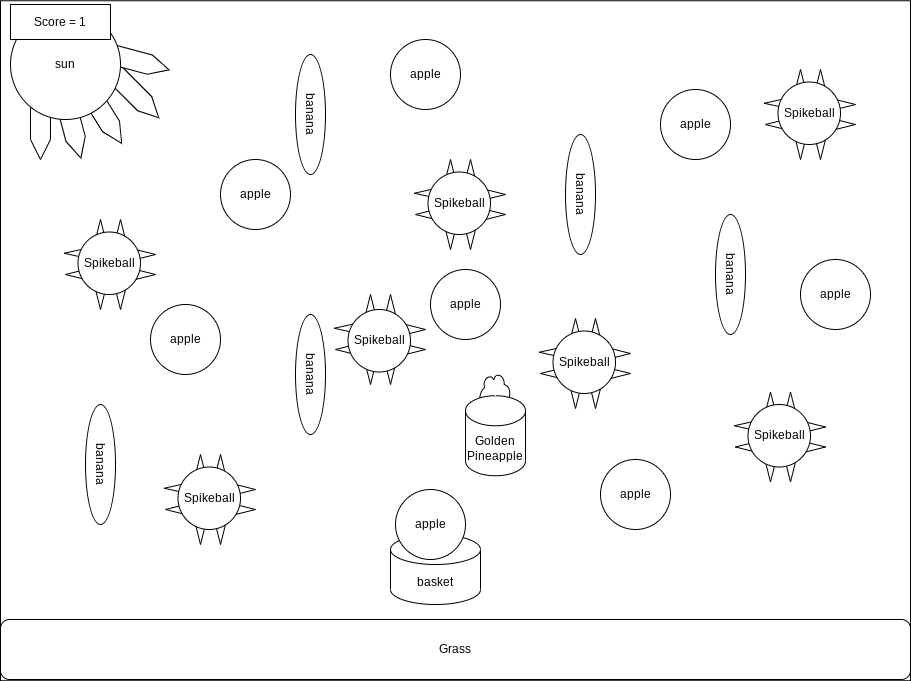 Score = 1
sun
apple
banana
Spikeball
apple
banana
apple
Spikeball
Spikeball
banana
apple
apple
apple
Spikeball
banana
Spikeball
Golden
Pineapple
Spikeball
banana
Spikeball
apple
apple
basket
Grass